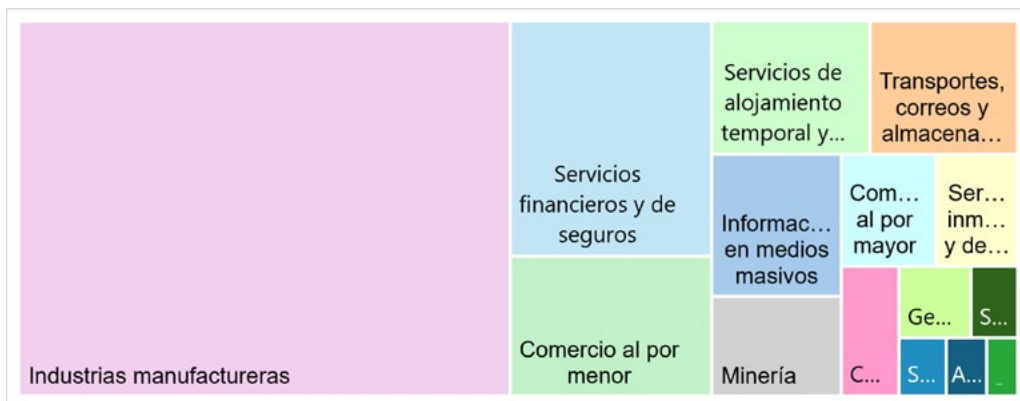 Industrias manufactureras
Servicios
financieros y de
seguros
Comercio al por
menor
Servicios de
alojamiento
temporal y...
Transportes,
correos y
almacena...
Informac...
en medios
masivos
Minería
Com...
al por
mayor
Ser...
inm...
y de...
C...
Ge...
S...
S...
A...
...